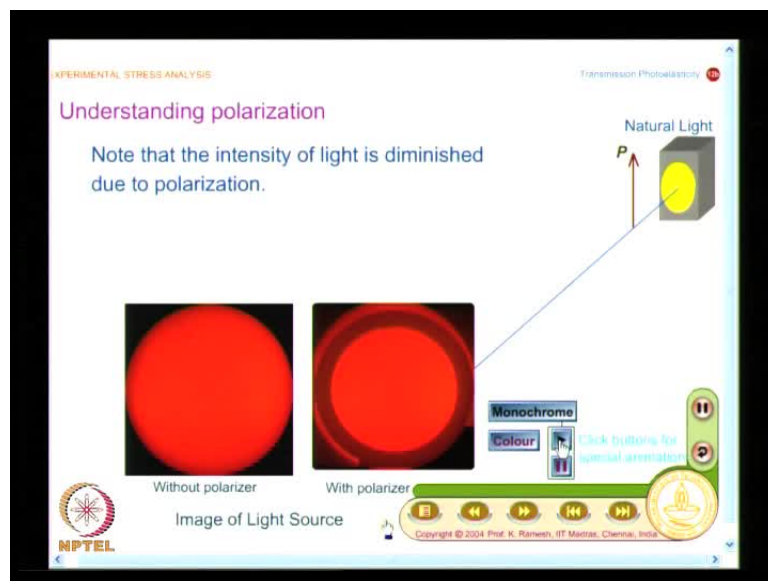 EXPERIMENTAL STRESS ANALYSIS
Transmission Photoelasticity 12b
Understanding polarization
Natural Light
Note that the intensity of light is diminished
due to polarization.
P
Monochrome
Colour
Click buttons for
special animation
Without polarizer
With polarizer
Image of Light Source
Copyright © 2004 Prof. K. Ramesh, IIT Madras, Chennai, India
NPTEL